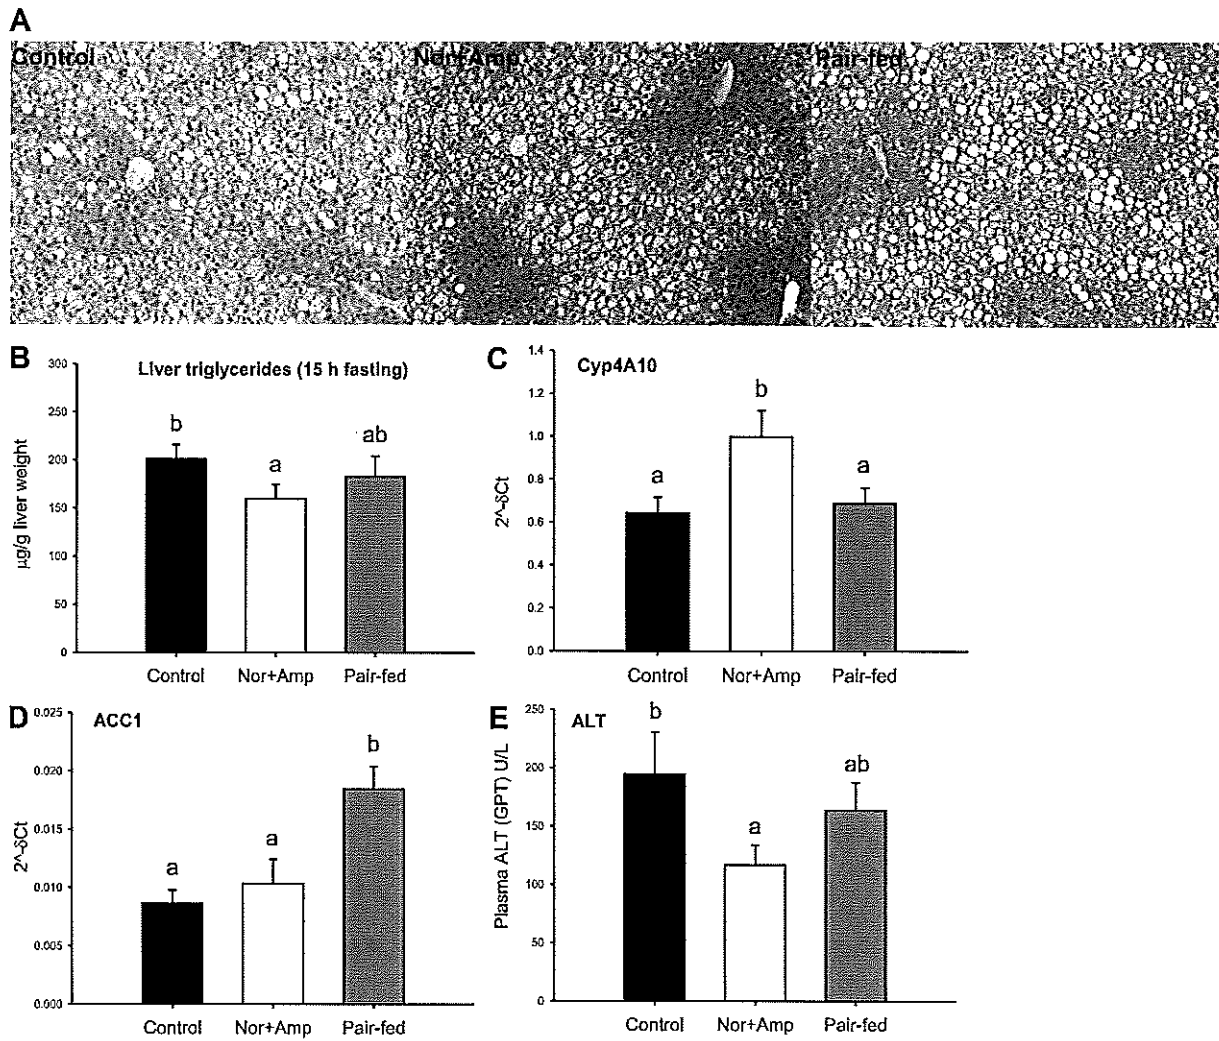 A
Control
Nor+Amp
Pair-fed
B
Liver triglycerides (15 h fasting)
300
250
200
150
100
50
0
µg/g liver weight
b
a
ab
Control
Nor+Amp
Pair-fed
C
Cyp4A10
1.4
1.2
1.0
0.8
0.6
0.4
0.2
0.0
2^-δCt
a
b
a
Control
Nor+Amp
Pair-fed
D
ACC1
0.025
0.020
0.015
0.010
0.005
0.000
2^-δCt
a
a
b
Control
Nor+Amp
Pair-fed
E
ALT
250
200
150
100
50
0
Plasma ALT (GPT) U/L
b
a
ab
Control
Nor+Amp
Pair-fed